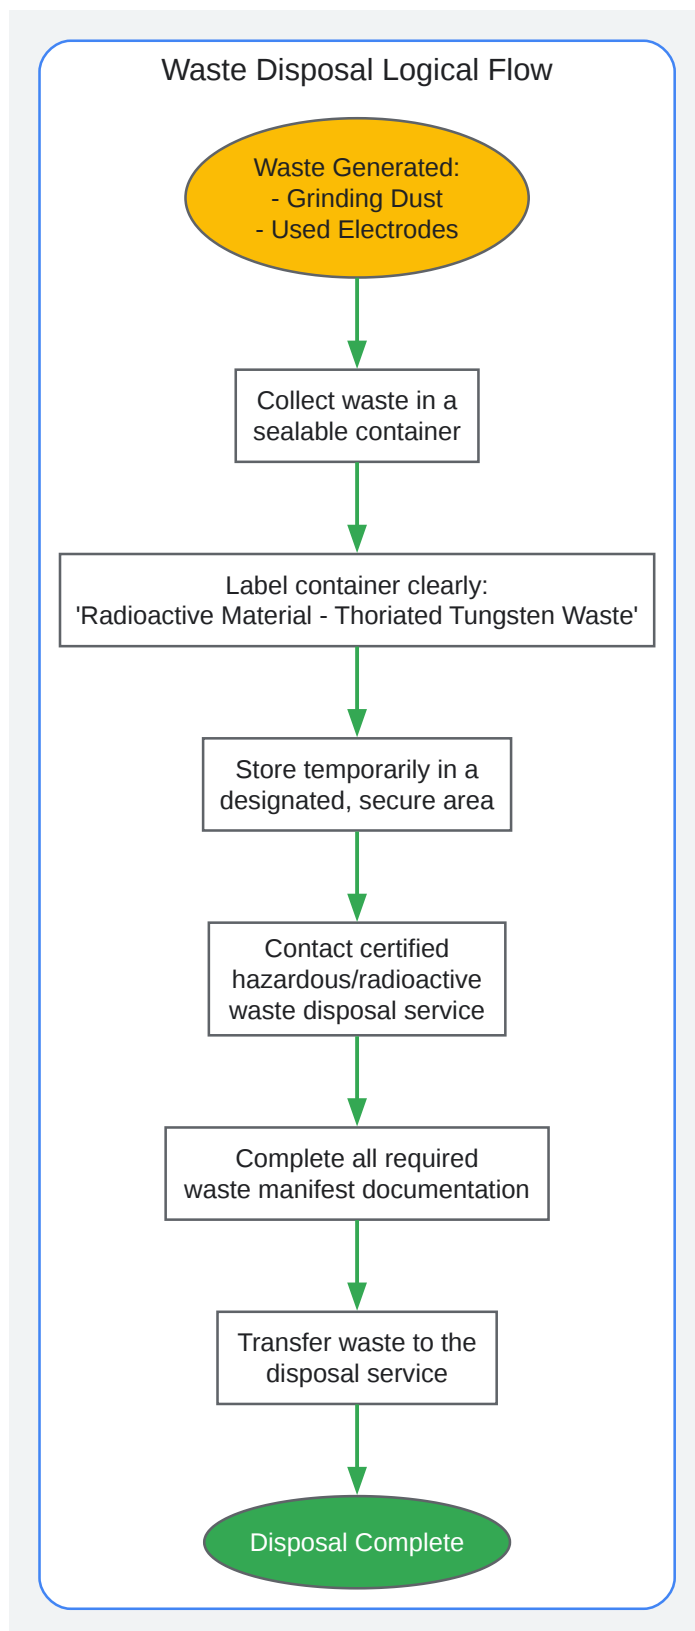 Waste Disposal Logical Flow
Waste Generated:
- Grinding Dust
- Used Electrodes
Collect waste in a
sealable container
Label container clearly:
'Radioactive Material - Thoriated Tungsten Waste'
Store temporarily in a
designated, secure area
Contact certified
hazardous/radioactive
waste disposal service
Complete all required
waste manifest documentation
Transfer waste to the
disposal service
Disposal Complete